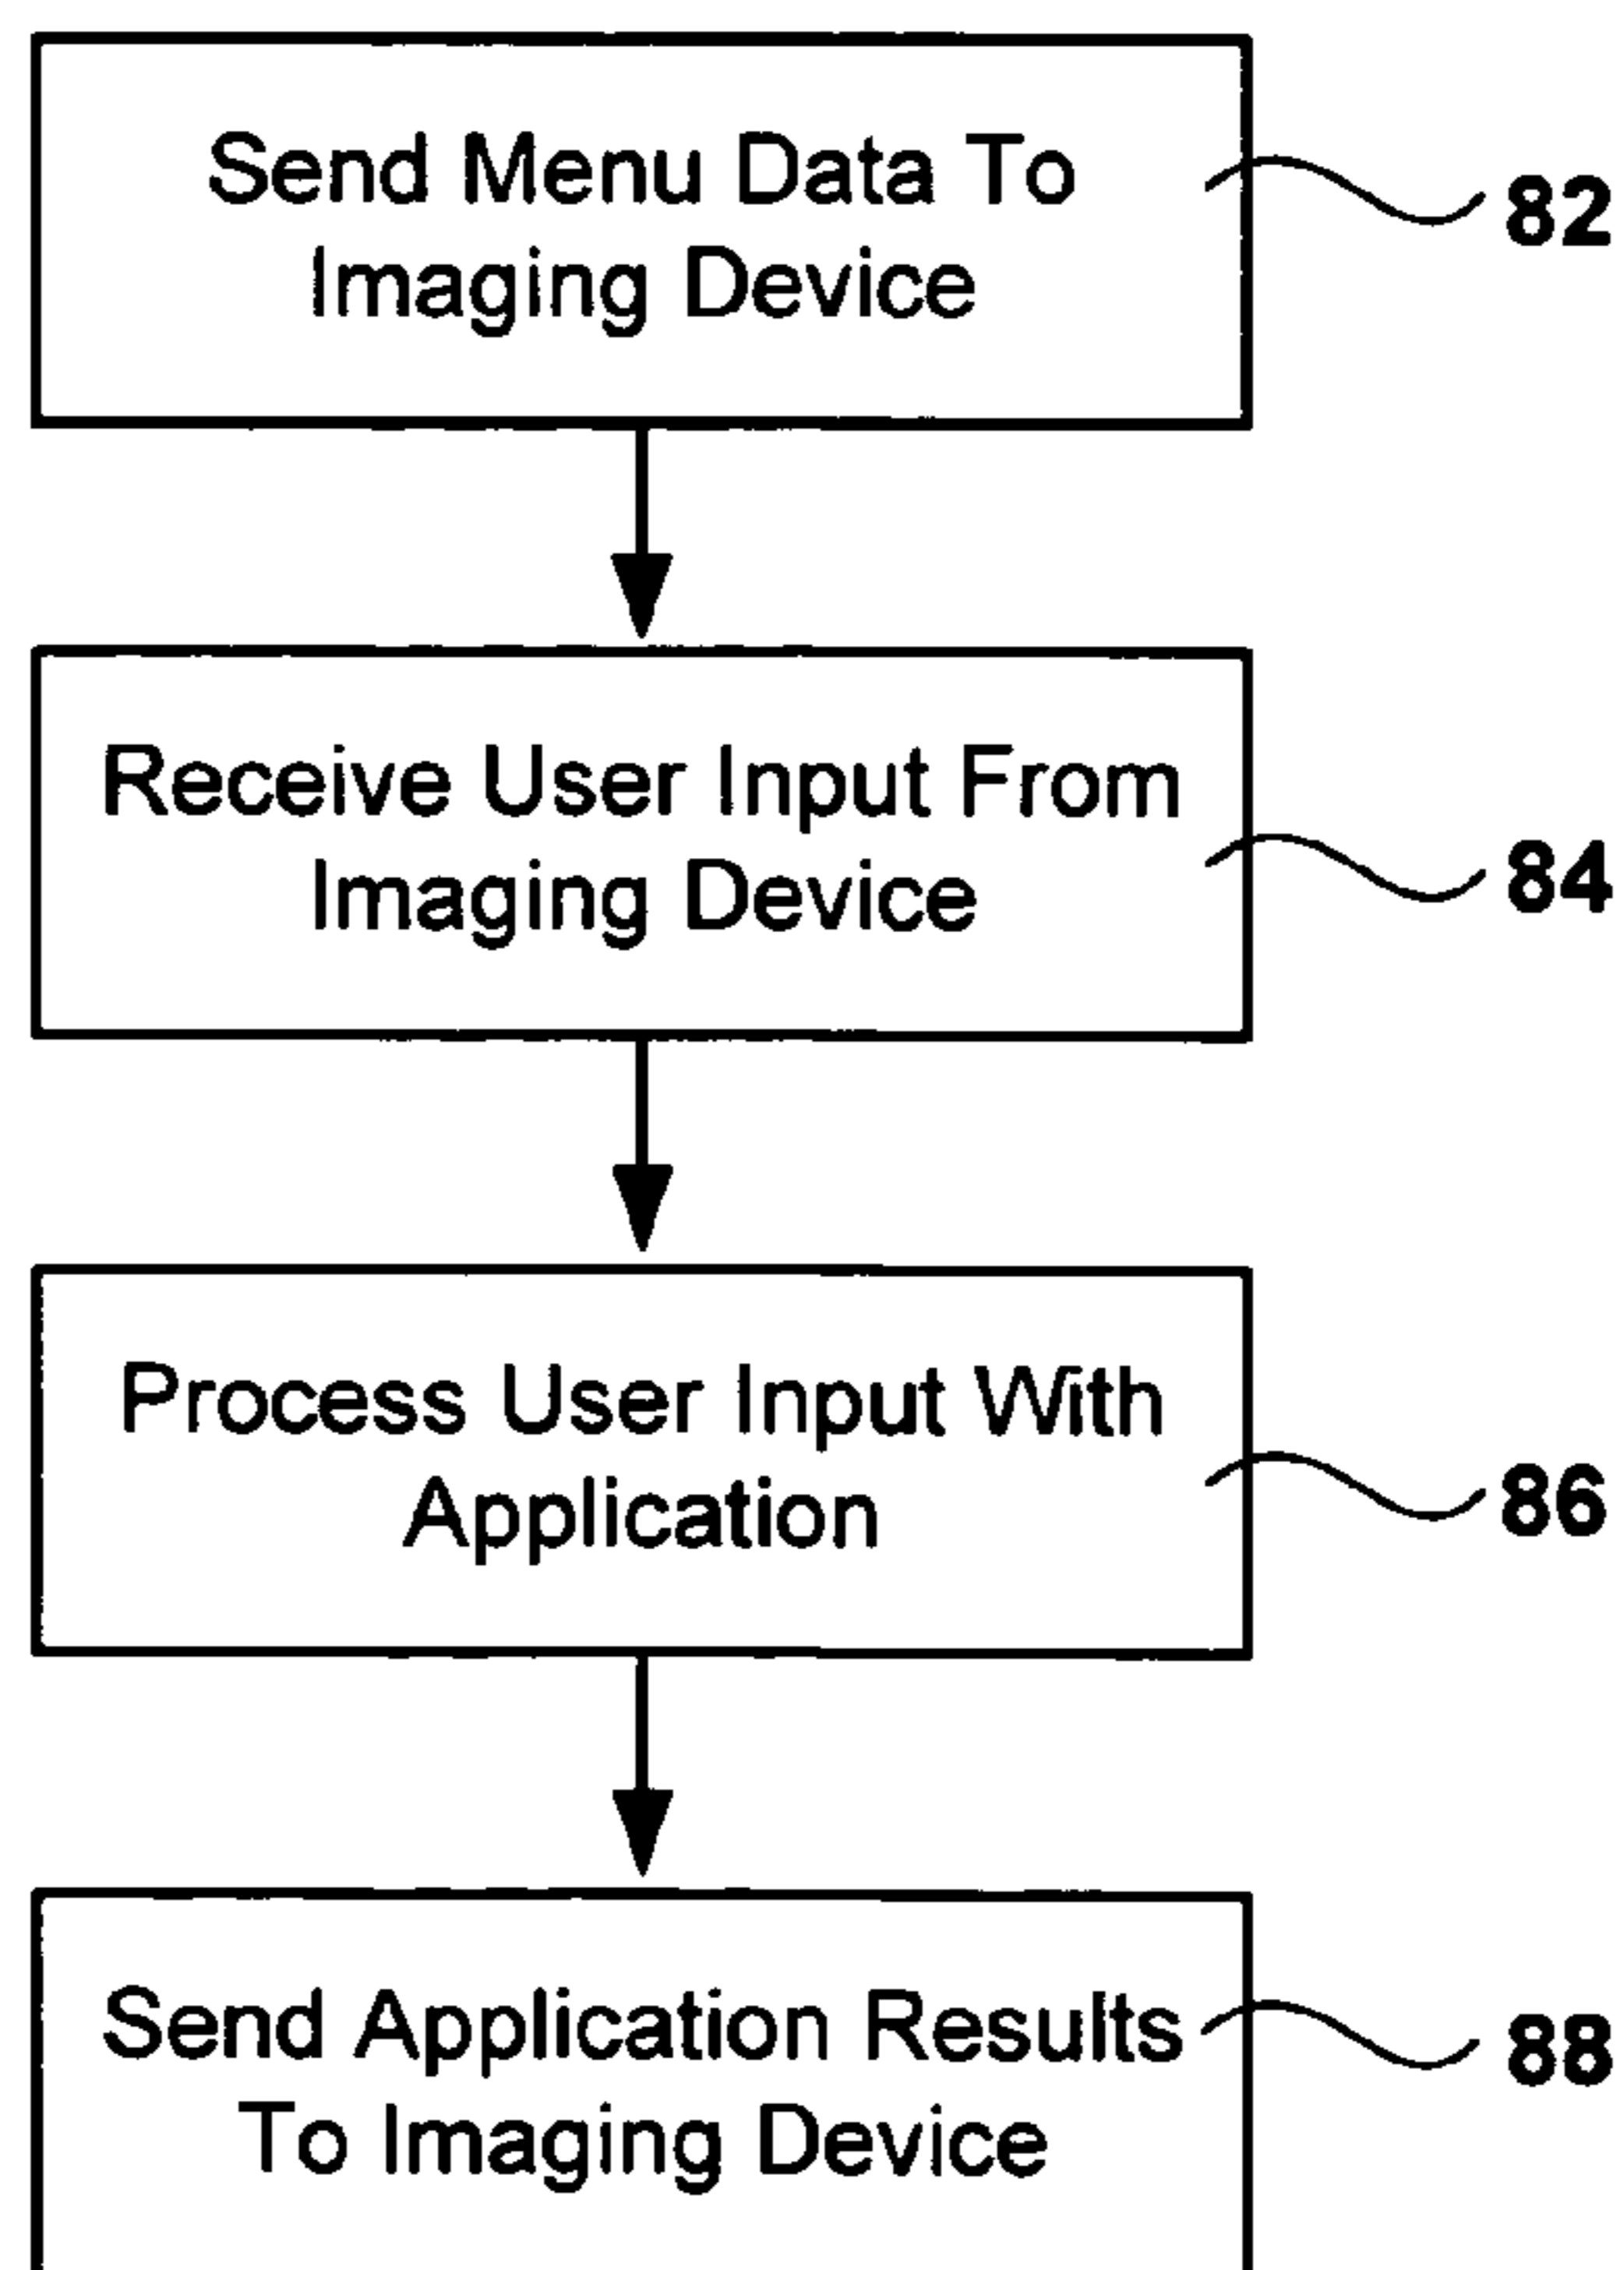 Send Menu Data To
Imaging Device
82
Receive User Input From
Imaging Device
84
Process User Input With
Application
86
Send Application Results
To Imaging Device
88